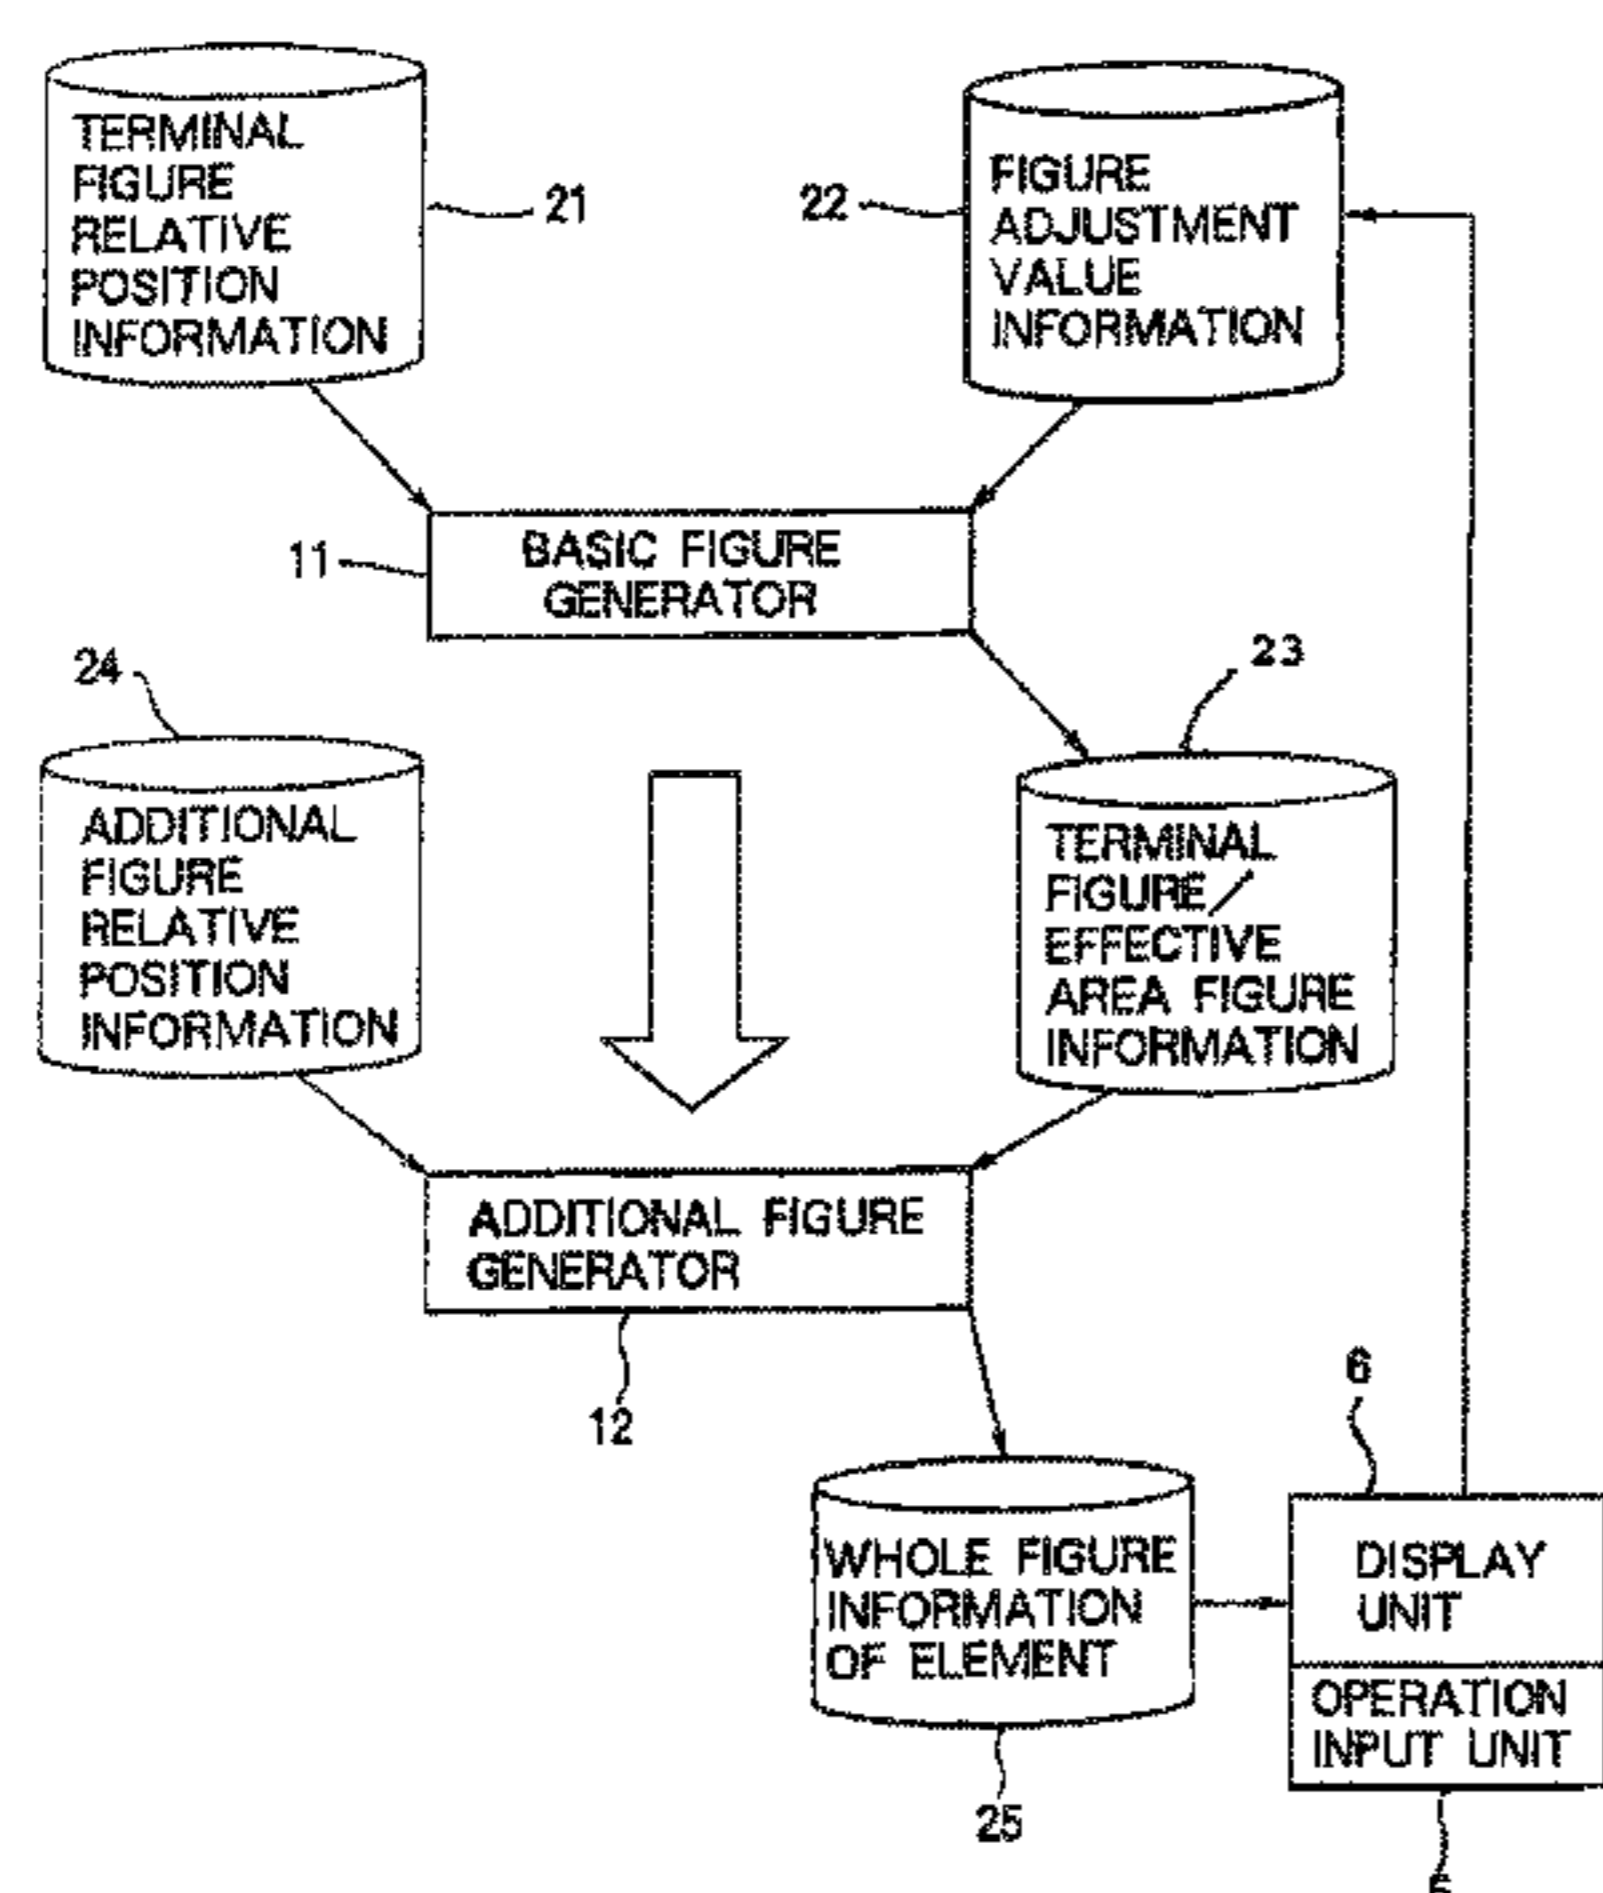 TERMINAL
FIGURE
RELATIVE
POSITION
INFORMATION
21
22
FIGURE
ADJUSTMENT
VALUE
INFORMATION
11
BASIC FIGURE
GENERATOR
24
23
ADDITIONAL
FIGURE
RELATIVE
POSITION
INFORMATION
TERMINAL
FIGURE/
EFFECTIVE
AREA FIGURE
INFORMATION
ADDITIONAL FIGURE
GENERATOR
12
6
WHOLE FIGURE
INFORMATION
OF ELEMENT
DISPLAY
UNIT
OPERATION
INPUT UNIT
25